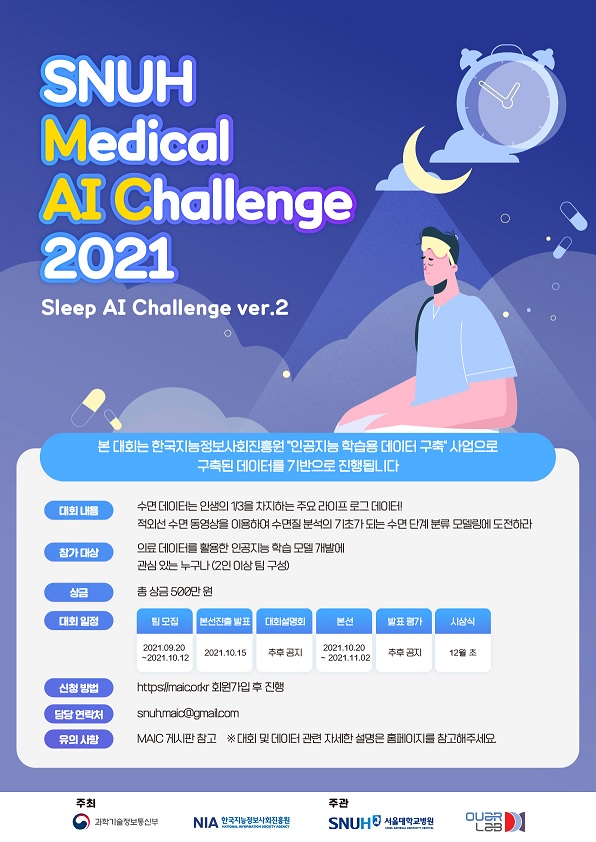 SNUH
Medical
AI Challenge
2021
Sleep AI Challenge ver.2
본 대회는 한국지능정보사회진흥원 "인공지능 학습용 데이터 구축" 사업으로
구축된 데이터를 기반으로 진행됩니다
대회 내용
수면 데이터는 인생의 1/3을 차지하는 주요 라이프 로그 데이터!
적외선 수면 동영상을 이용하여 수면질 분석의 기초가 되는 수면 단계 분류 모델링에 도전하라
참가 대상
의료 데이터를 활용한 인공지능 학습 모델 개발에
관심 있는 누구나 (2인 이상 팀 구성)
상금
총 상금 500만 원
대회 일정
팀 모집 본선진출 발표 대회설명회 본선 발표 평가 시상식
2021.09.20 2021.10.15 추후 공지 2021.10.20 추후 공지 12월 초
~2021.10.12 ~ 2021.11.02
신청 방법
https://maic.or.kr 회원가입 후 진행
담당 연락처
snuh.maic@gmail.com
유의 사항
MAIC 게시판 참고 ※ 대회 및 데이터 관련 자세한 설명은 홈페이지를 참고해주세요.
주최 주관
과학기술정보통신부 NIA 한국지능정보사회진흥원 SNUH 서울대학교병원 OUAR
NATIONAL INFORMATION SOCIETY AGENCY SEOUL NATIONAL UNIVERSITY HOSPITAL LAB